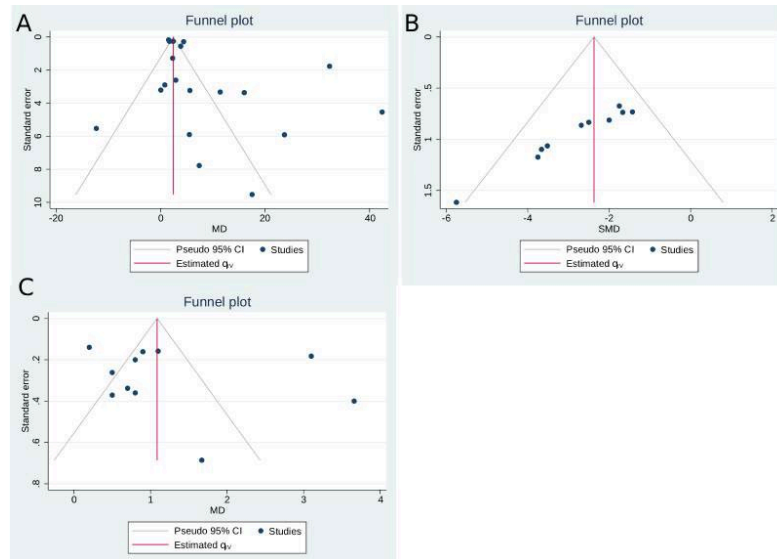 A
Funnel plot
Standard error
0
2
4
6
8
10
-20
0
20
40
MD
Pseudo 95% CI
Studies
Estimated qIV
B
Funnel plot
Standard error
0
.5
1
1.5
-6
-4
-2
0
2
SMD
Pseudo 95% CI
Studies
Estimated qIV
C
Funnel plot
Standard error
0
.2
.4
.6
.8
0
1
2
3
4
MD
Pseudo 95% CI
Studies
Estimated qIV